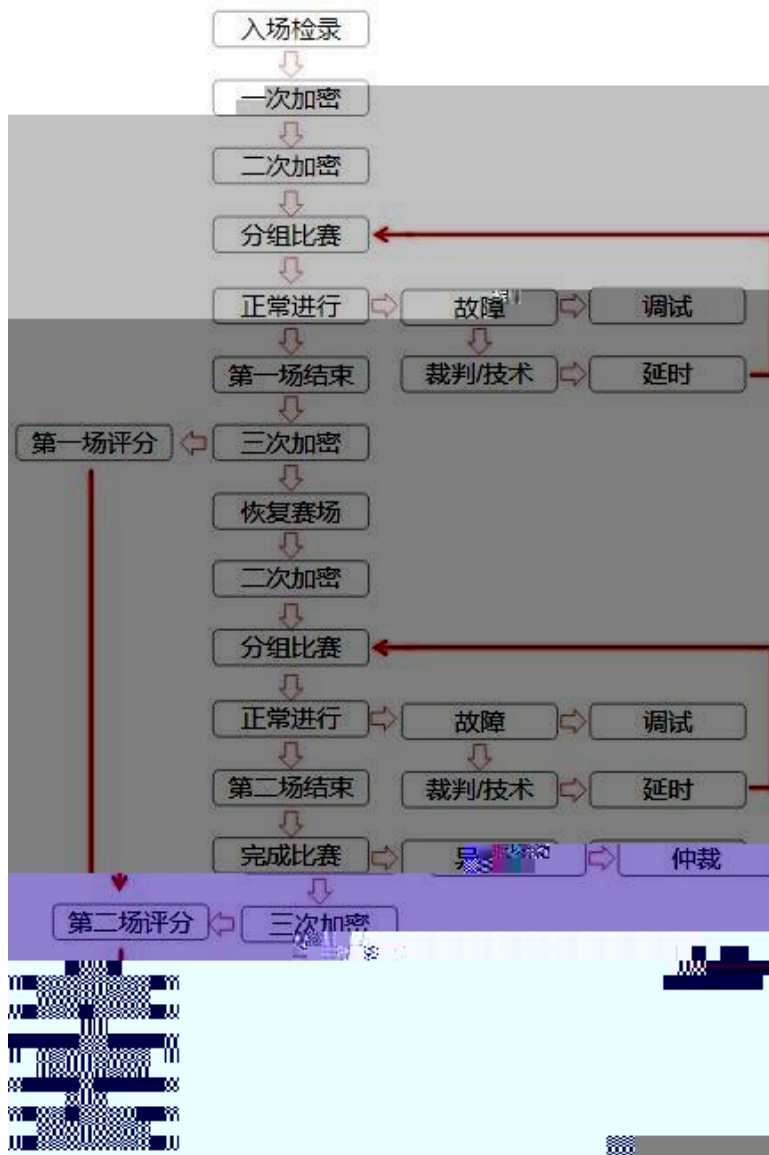 入场检录
一次加密
二次加密
分组比赛
正常进行
故障
调试
第一场结束
裁判/技术
延时
第一场评分
三次加密
恢复赛场
二次加密
分组比赛
正常进行
故障
调试
第二场结束
裁判/技术
延时
完成比赛
仲裁
第二场评分
三次加密